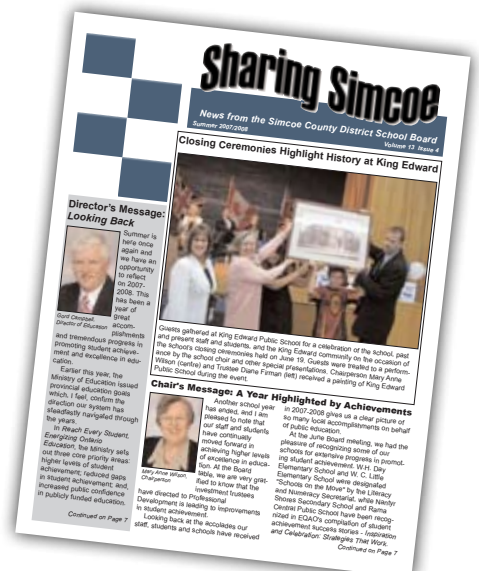 Sharing Simcoe
News from the Simcoe County District School Board
Summer 2007/2008
Volume 13 Issue 4
Closing Ceremonies Highlight History at King Edward
Guests gathered at King Edward Public School for a celebration of the school, past
and present staff and students, and the King Edward community on the occasion of
the school's closing ceremonies held on June 19. Guests were treated to a perform-
ance by the school choir and other special presentations. Chairperson Mary Anne
Wilson (centre) and Trustee Diane Firman (left) received a painting of King Edward
Public School during the event.
Director's Message:
Looking Back
Summer is
here once
again and
we have an
opportunity
to reflect
on 2007-
2008. This
has been a
year of
great
accom-
plishments
Director of Education
and tremendous progress in
promoting student achieve-
ment and excellence in edu-
cation.
Earlier this year, the
Ministry of Education issued
provincial education goals
which, I feel, confirm the
direction our system has
steadfastly navigated through
the years.
In Reach Every Student,
Energizing Ontario
Education, the Ministry sets
out three core priority areas:
higher levels of student
achievement; reduced gaps
in student achievement; and,
increased public confidence
in publicly funded education.
Continued on Page 7
Chair's Message: A Year Highlighted by Achievements
Another school year
has ended, and I am
pleased to note that
our staff and students
have continually
moved forward in
achieving higher levels
of excellence in educa-
tion. At the Board
table, we are very grat-
ified to know that the
investment trustees
Mary Anne Wilson,
Chairperson
have directed to Professional
Development is leading to improvements
in student achievement.
Looking back at the accolades our
staff, students and schools have received
in 2007-2008 gives us a clear picture of
so many local accomplishments on behalf
of public education.
At the June Board meeting, we had the
pleasure of recognizing some of our
schools for extensive progress in promot-
ing student achievement. W.H. Day
Elementary School and W. C. Little
Elementary School were designated
"Schools on the Move" by the Literacy
and Numeracy Secretariat, while Nantyr
Shores Secondary School and Rama
Central Public School have been recog-
nized in EQAO's compilation of student
achievement success stories - Inspiration
and Celebration: Strategies That Work.
Continued on Page 7